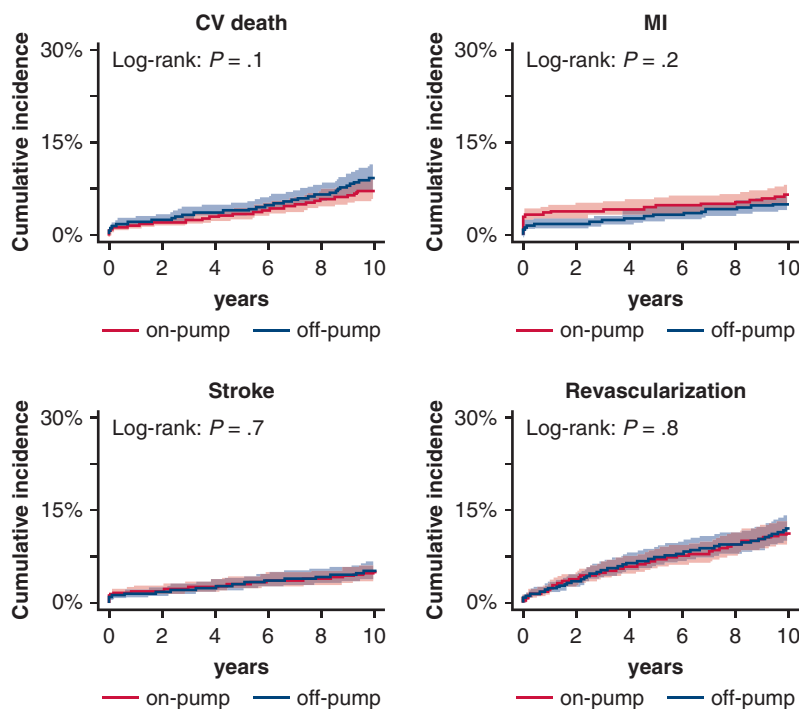 CV death
30%
15%
0%
Cumulative incidence
Log-rank: P = .1
0 2 4 6 8 10
years
on-pump off-pump
MI
30%
15%
0%
Cumulative incidence
Log-rank: P = .2
0 2 4 6 8 10
years
on-pump off-pump
Stroke
30%
15%
0%
Cumulative incidence
Log-rank: P = .7
0 2 4 6 8 10
years
on-pump off-pump
Revascularization
30%
15%
0%
Cumulative incidence
Log-rank: P = .8
0 2 4 6 8 10
years
on-pump off-pump